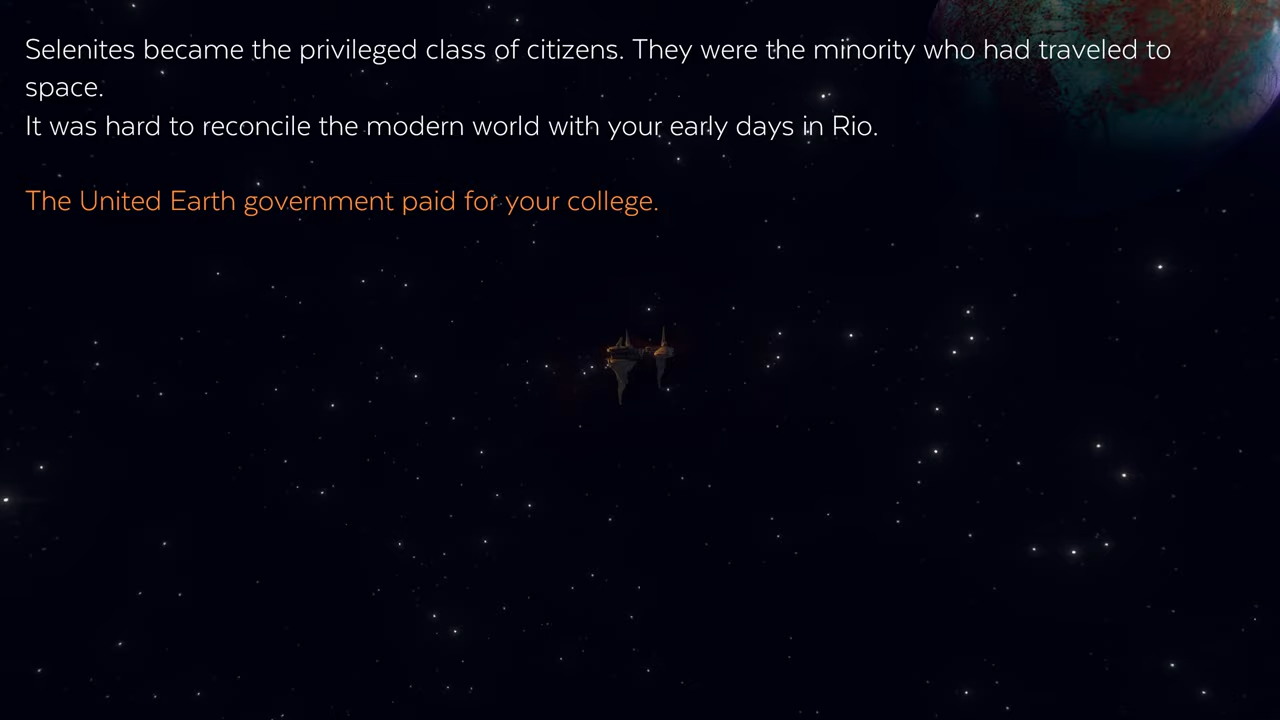 Selenites became the privileged class of citizens. They were the minority who had traveled to
space.
It was hard to reconcile the modern world with your early days in Rio.
The United Earth government paid for your college.